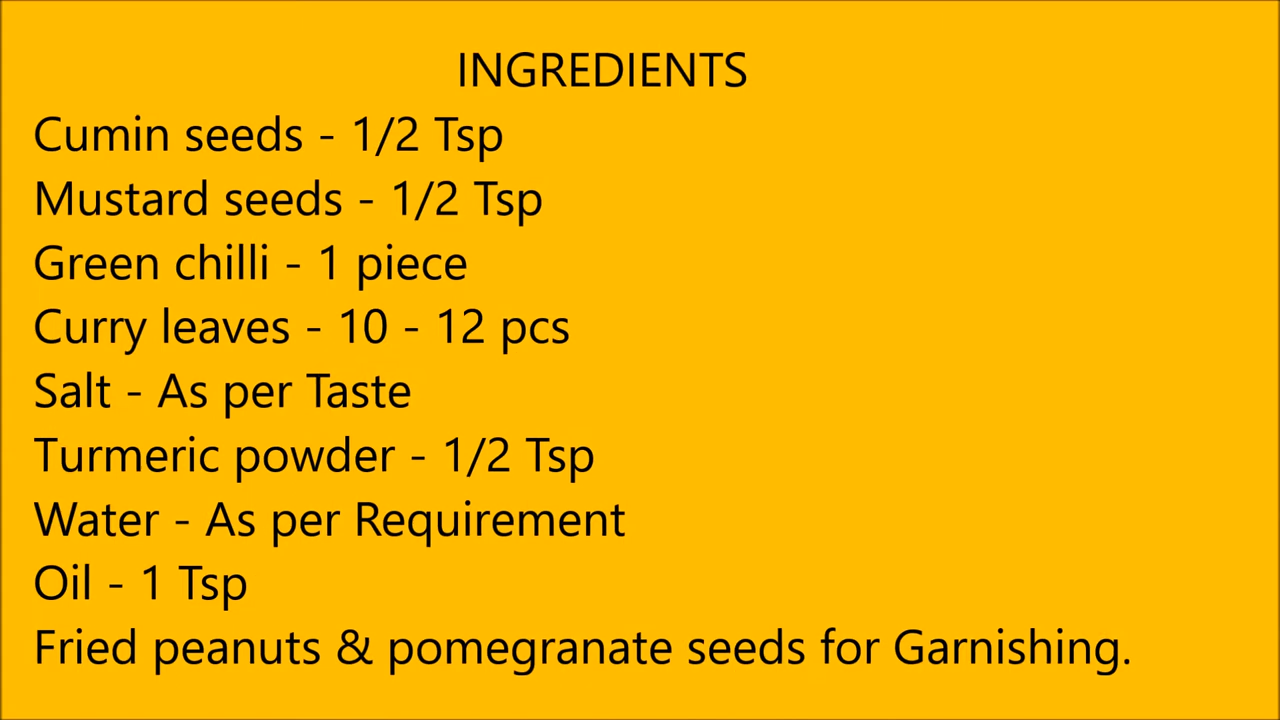 INGREDIENTS
Cumin seeds - 1/2 Tsp
Mustard seeds - 1/2 Tsp
Green chilli - 1 piece
Curry leaves - 10 - 12 pcs
Salt - As per Taste
Turmeric powder - 1/2 Tsp
Water - As per Requirement
Oil - 1 Tsp
Fried peanuts & pomegranate seeds for Garnishing.